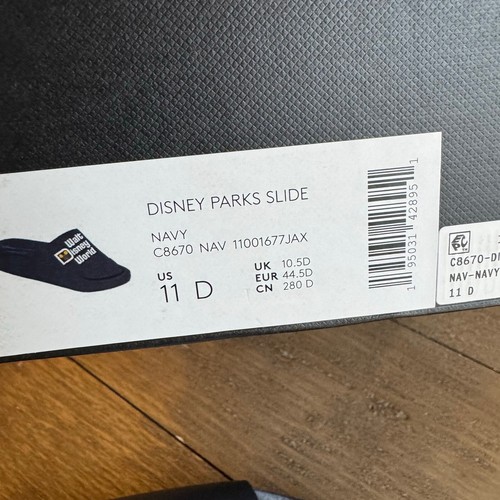 DISNEY PARKS SLIDE
NAVY
C8670 NAV 11001677JAX
US
11 D
UK 10.5D
EUR 44.5D
CN 280 D
Walt
Disney
World
1 95031 42895 1
C8670-
NAV-NAVY
11 D